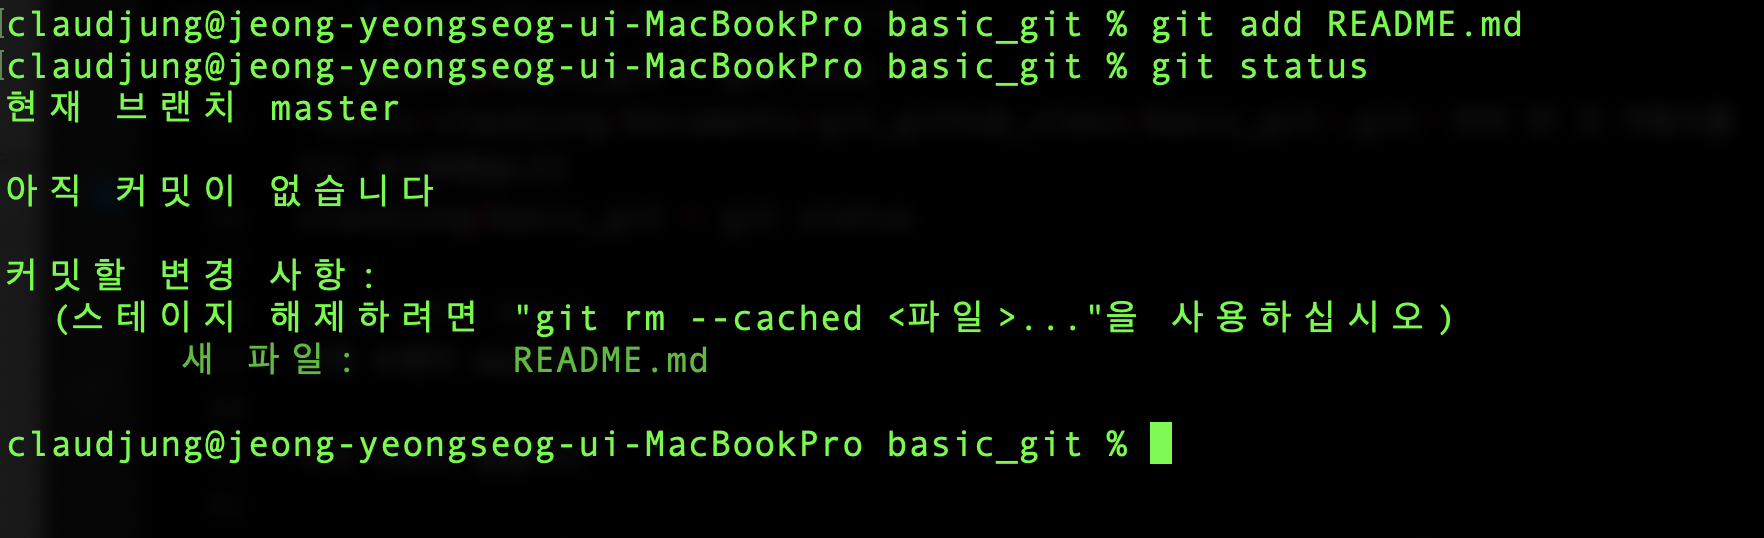 claudjung@jeong-yeongseog-ui-MacBookPro basic_git % git add README.md
claudjung@jeong-yeongseog-ui-MacBookPro basic_git % git status
현재 브랜치 master
아직 커밋이 없습니다
커밋할 변경 사항:
(스테이지 해제하려면 "git rm --cached <파일>..."을 사용하십시오)
새 파일: README.md
claudjung@jeong-yeongseog-ui-MacBookPro basic_git %